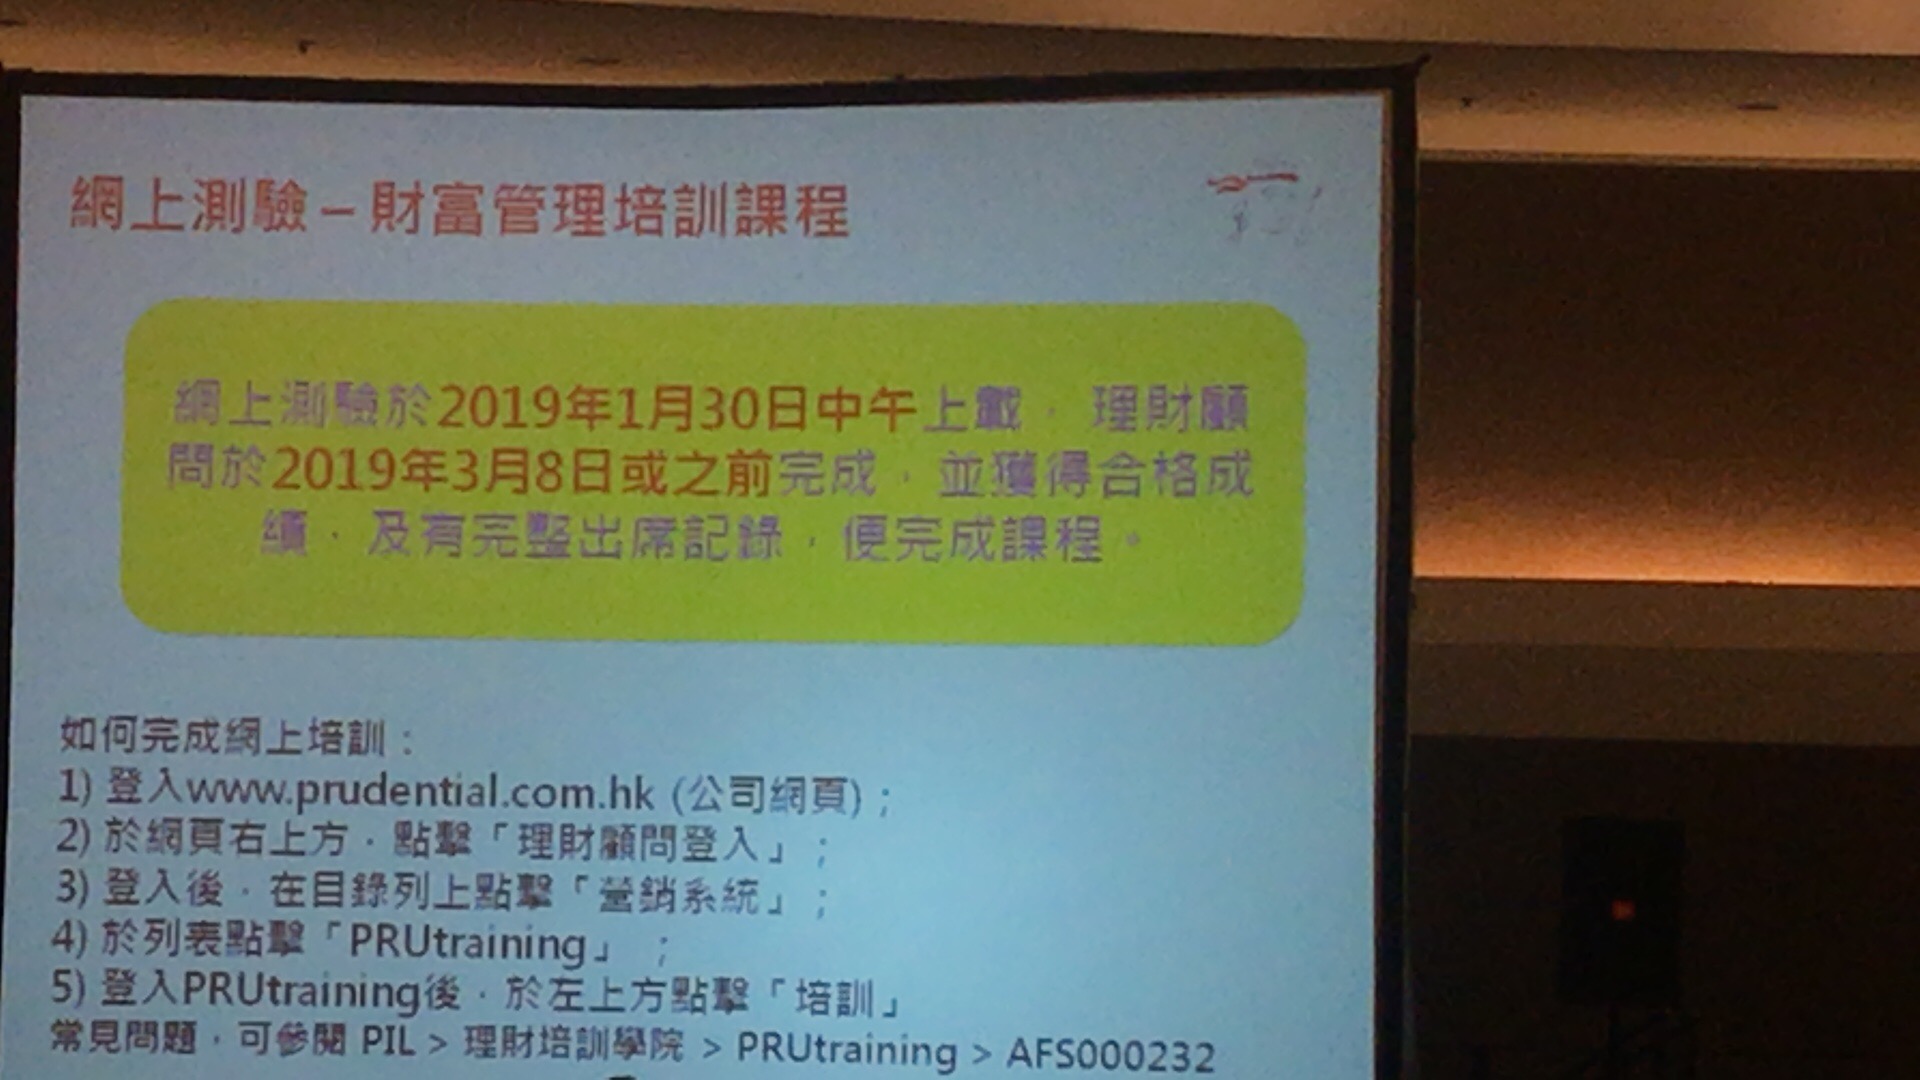 網上測驗 – 財富管理培訓課程
網上測驗於2019年1月30日中午上載，理財顧
問於2019年3月8日或之前完成，並獲得合格成
績，及有完整出席記錄，便完成課程。
如何完成網上培訓：
1) 登入www.prudential.com.hk (公司網頁)；
2) 於網頁右上方，點擊「理財顧問登入」；
3) 登入後，在目錄列上點擊「營銷系統」；
4) 於列表點擊「PRUtraining」 ；
5) 登入PRUtraining後，於左上方點擊「培訓」
常見問題，可參閱 PIL > 理財培訓學院 > PRUtraining > AFS000232